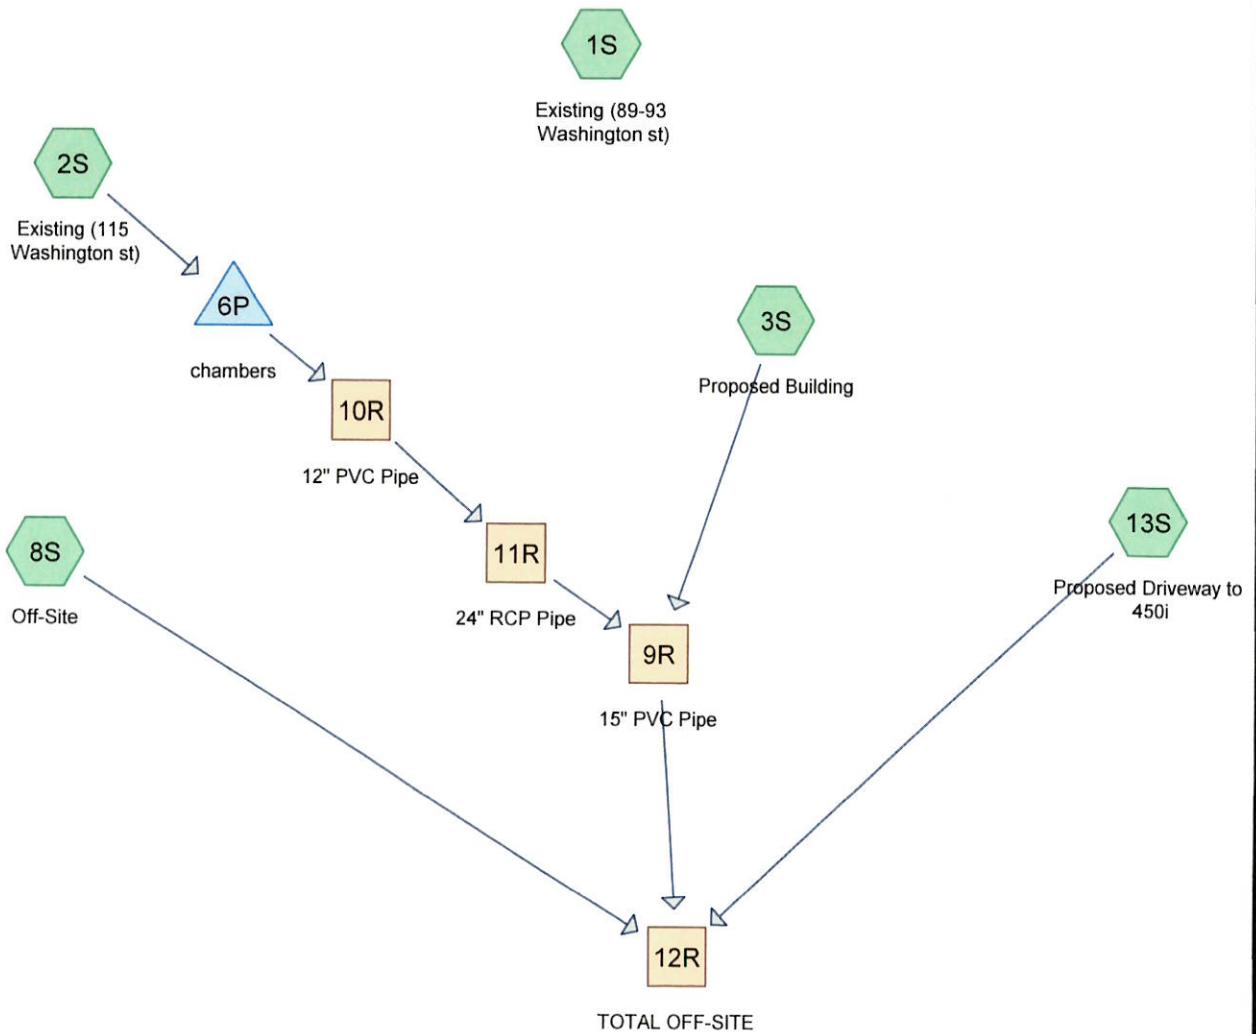 1S
Existing (89-93
Washington st)
2S
Existing (115
Washington st)
6P
chambers
3S
Proposed Building
10R
12" PVC Pipe
13S
Proposed Driveway to
450i
8S
Off-Site
11R
24" RCP Pipe
9R
15" PVC Pipe
12R
TOTAL OFF-SITE